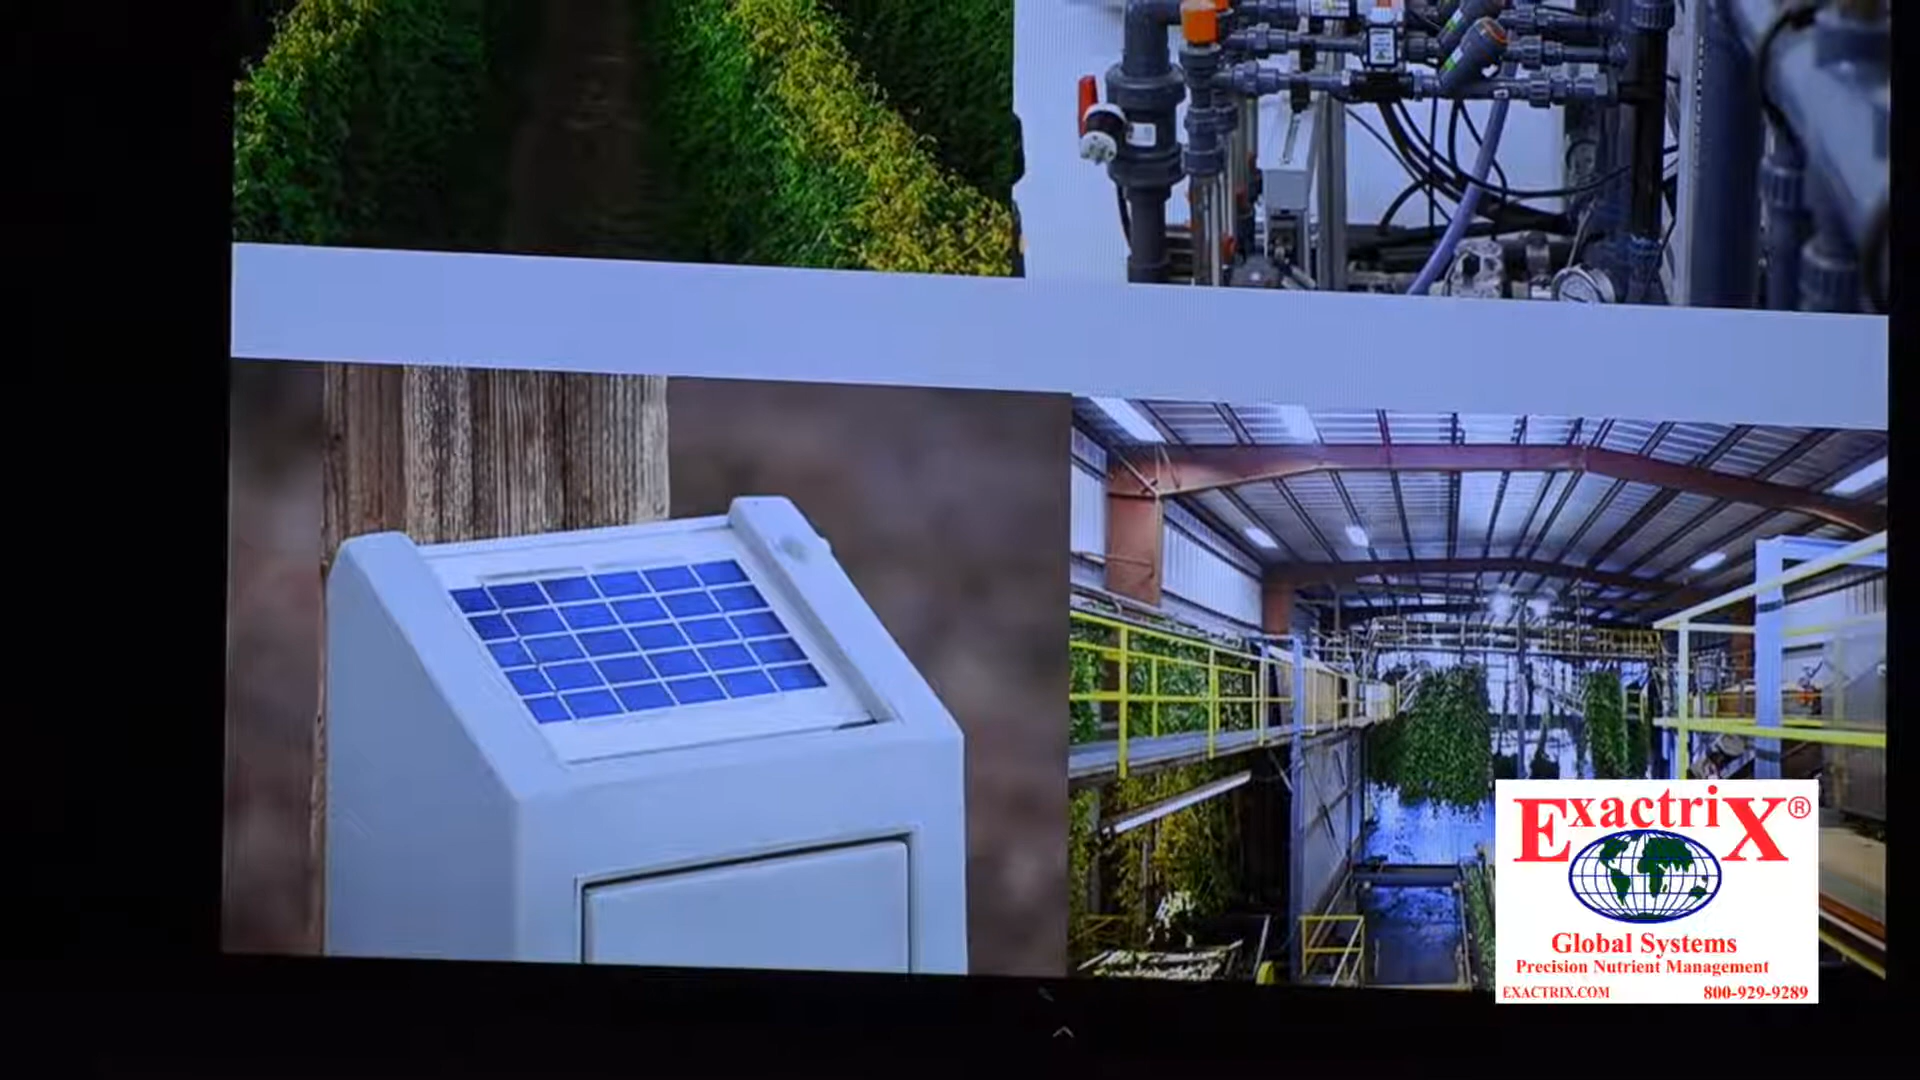 ExactriX®
Global Systems
Precision Nutrient Management
EXACTRIX.COM 800-929-9289